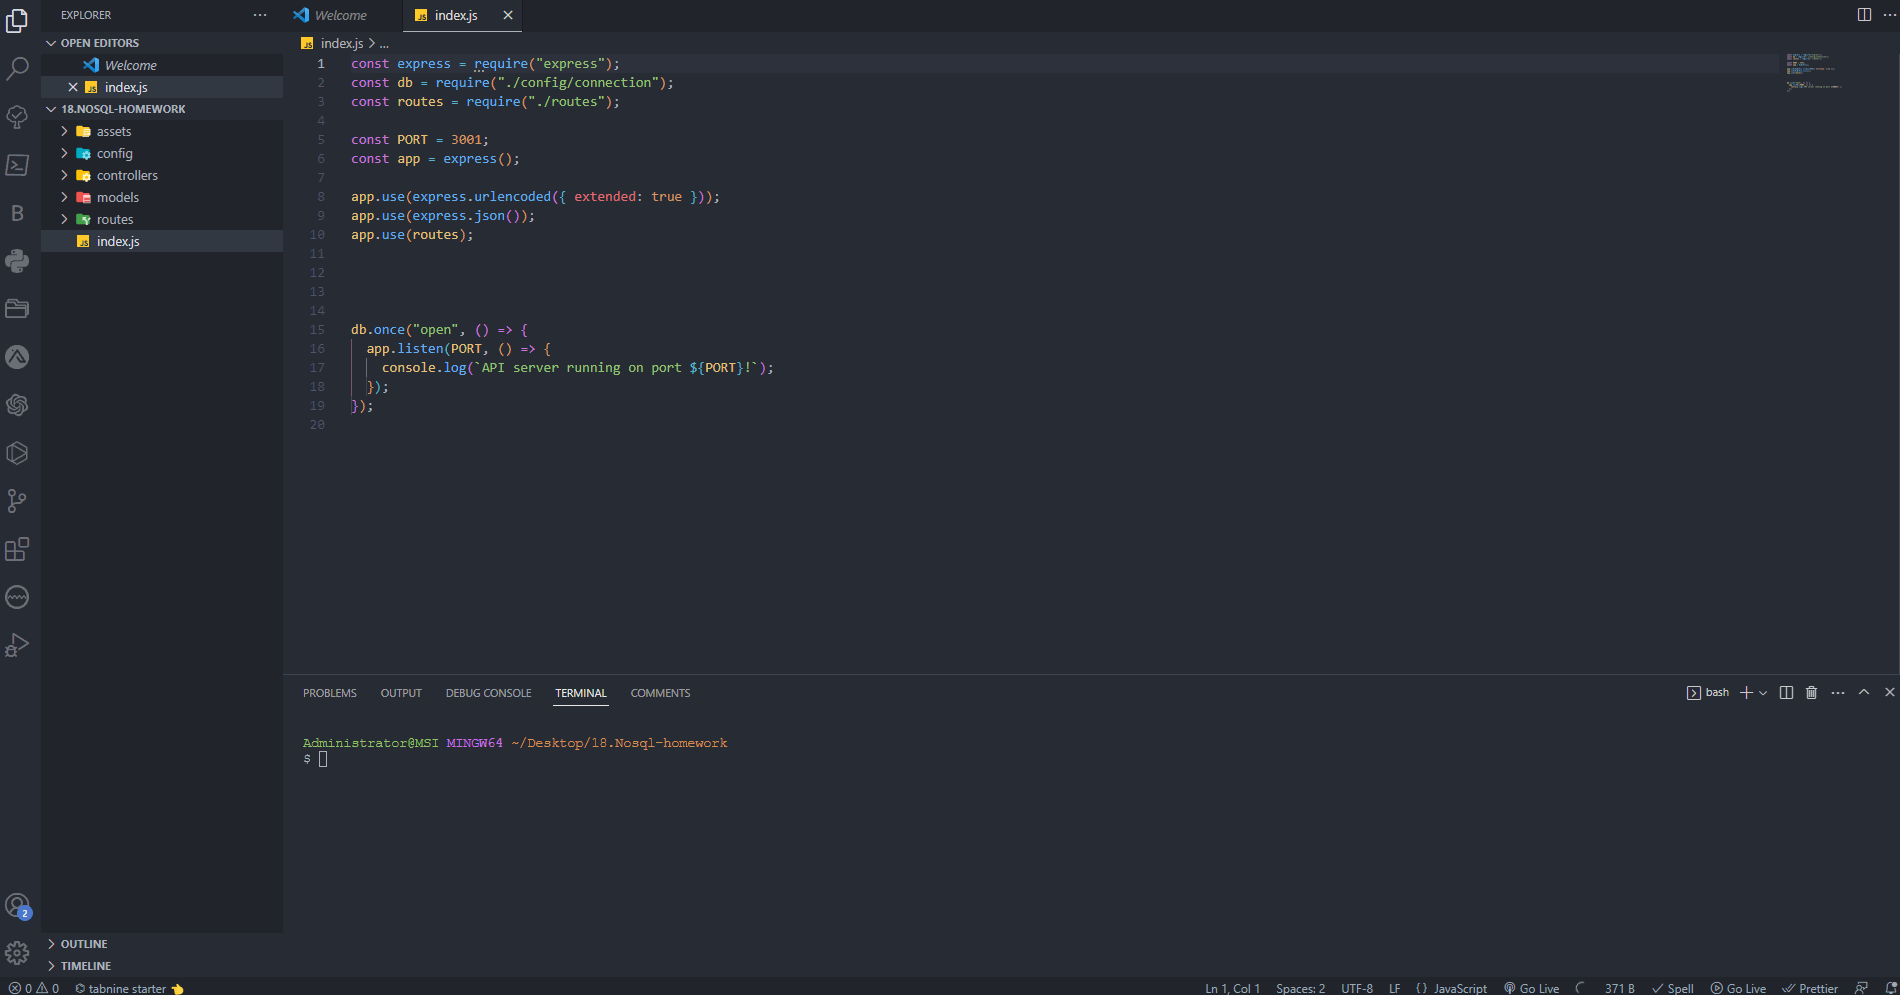 EXPLORER
Welcome
index.js
OPEN EDITORS
Welcome
index.js
18.NOSQL-HOMEWORK
assets
config
controllers
models
routes
index.js
OUTLINE
TIMELINE
index.js > ...
1 const express = require("express");
2 const db = require("./config/connection");
3 const routes = require("./routes");
4
5 const PORT = 3001;
6 const app = express();
7
8 app.use(express.urlencoded({ extended: true }));
9 app.use(express.json());
10 app.use(routes);
11
12
13
14
15 db.once("open", () => {
16 app.listen(PORT, () => {
17 console.log(`API server running on port ${PORT}!`);
18 });
19 });
20
PROBLEMS OUTPUT DEBUG CONSOLE TERMINAL COMMENTS
bash
Administrator@MSI MINGW64 ~/Desktop/18.Nosql-homework
$
B
2
0 0 tabnine starter 👈 Ln 1, Col 1 Spaces: 2 UTF-8 LF {} JavaScript Go Live 371 B Spell Go Live Prettier